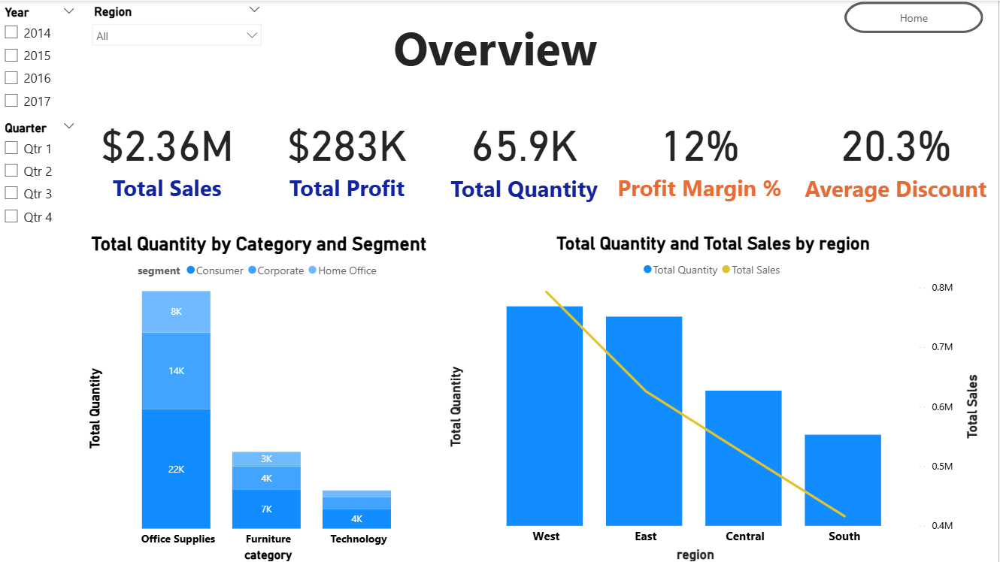 Year
2014
2015
2016
2017
Quarter
Qtr 1
Qtr 2
Qtr 3
Qtr 4
Region
All
Overview
Home
$2.36M
Total Sales
$283K
Total Profit
65.9K
Total Quantity
12%
Profit Margin %
20.3%
Average Discount
Total Quantity by Category and Segment
segment Consumer Corporate Home Office
Total Quantity
8K
14K
22K
3K
4K
7K
4K
Office Supplies Furniture Technology
category
Total Quantity and Total Sales by region
Total Quantity Total Sales
Total Quantity
0.8M
0.7M
0.6M
0.5M
0.4M
Total Sales
West East Central South
region